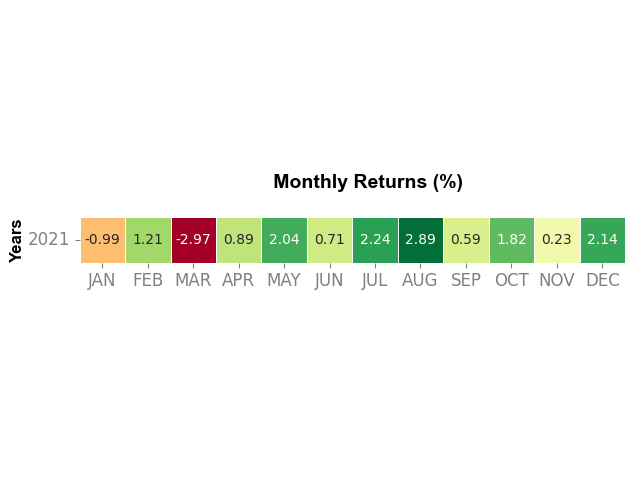 Monthly Returns (%)
Years
2021 -0.99 1.21 -2.97 0.89 2.04 0.71 2.24 2.89 0.59 1.82 0.23 2.14
JAN FEB MAR APR MAY JUN JUL AUG SEP OCT NOV DEC